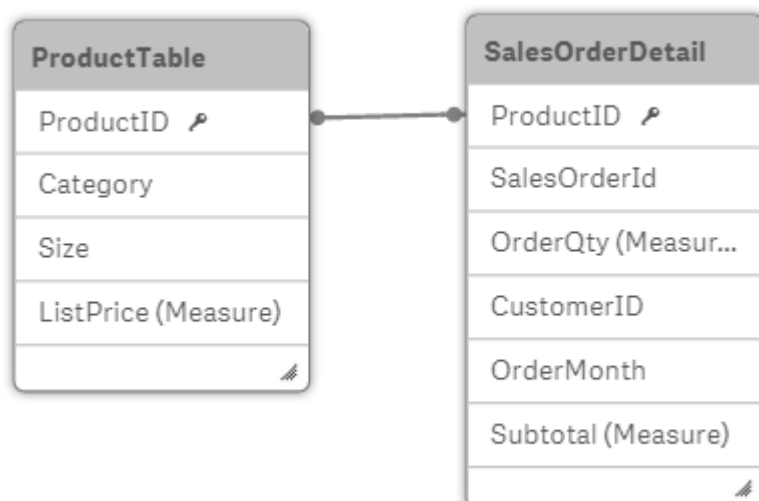 ProductTable
ProductID
Category
Size
ListPrice (Measure)
SalesOrderDetail
ProductID
SalesOrderId
OrderQty (Measur...
CustomerID
OrderMonth
Subtotal (Measure)